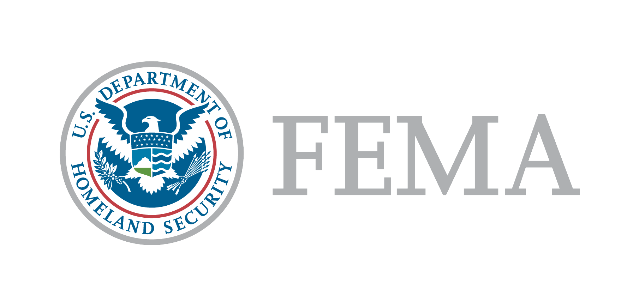 U.S. DEPARTMENT OF
HOMELAND SECURITY
FEMA